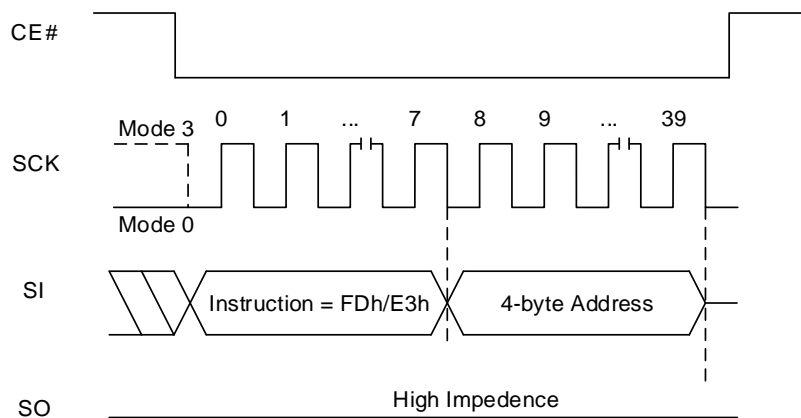 CE#
0 1 ... 7 8 9 ... 39
Mode 3
SCK
Mode 0
SI
Instruction = FDh/E3h
4-byte Address
High Impedence
SO